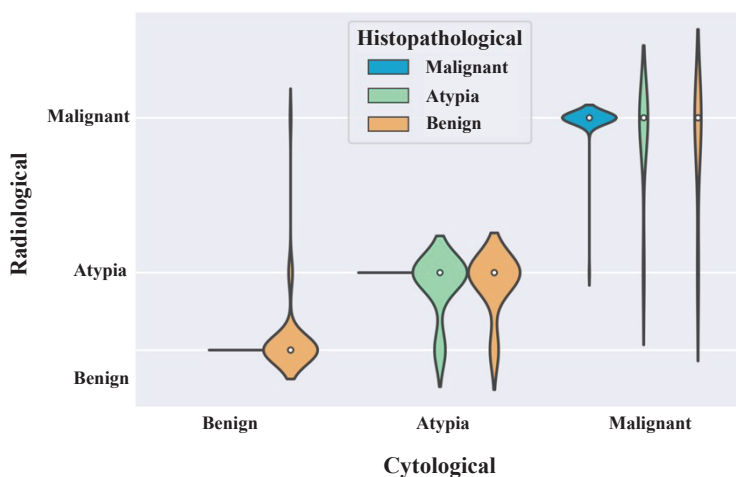 Histopathological
Malignant
Atypia
Benign
Radiological
Malignant
Atypia
Benign
Benign
Atypia
Malignant
Cytological